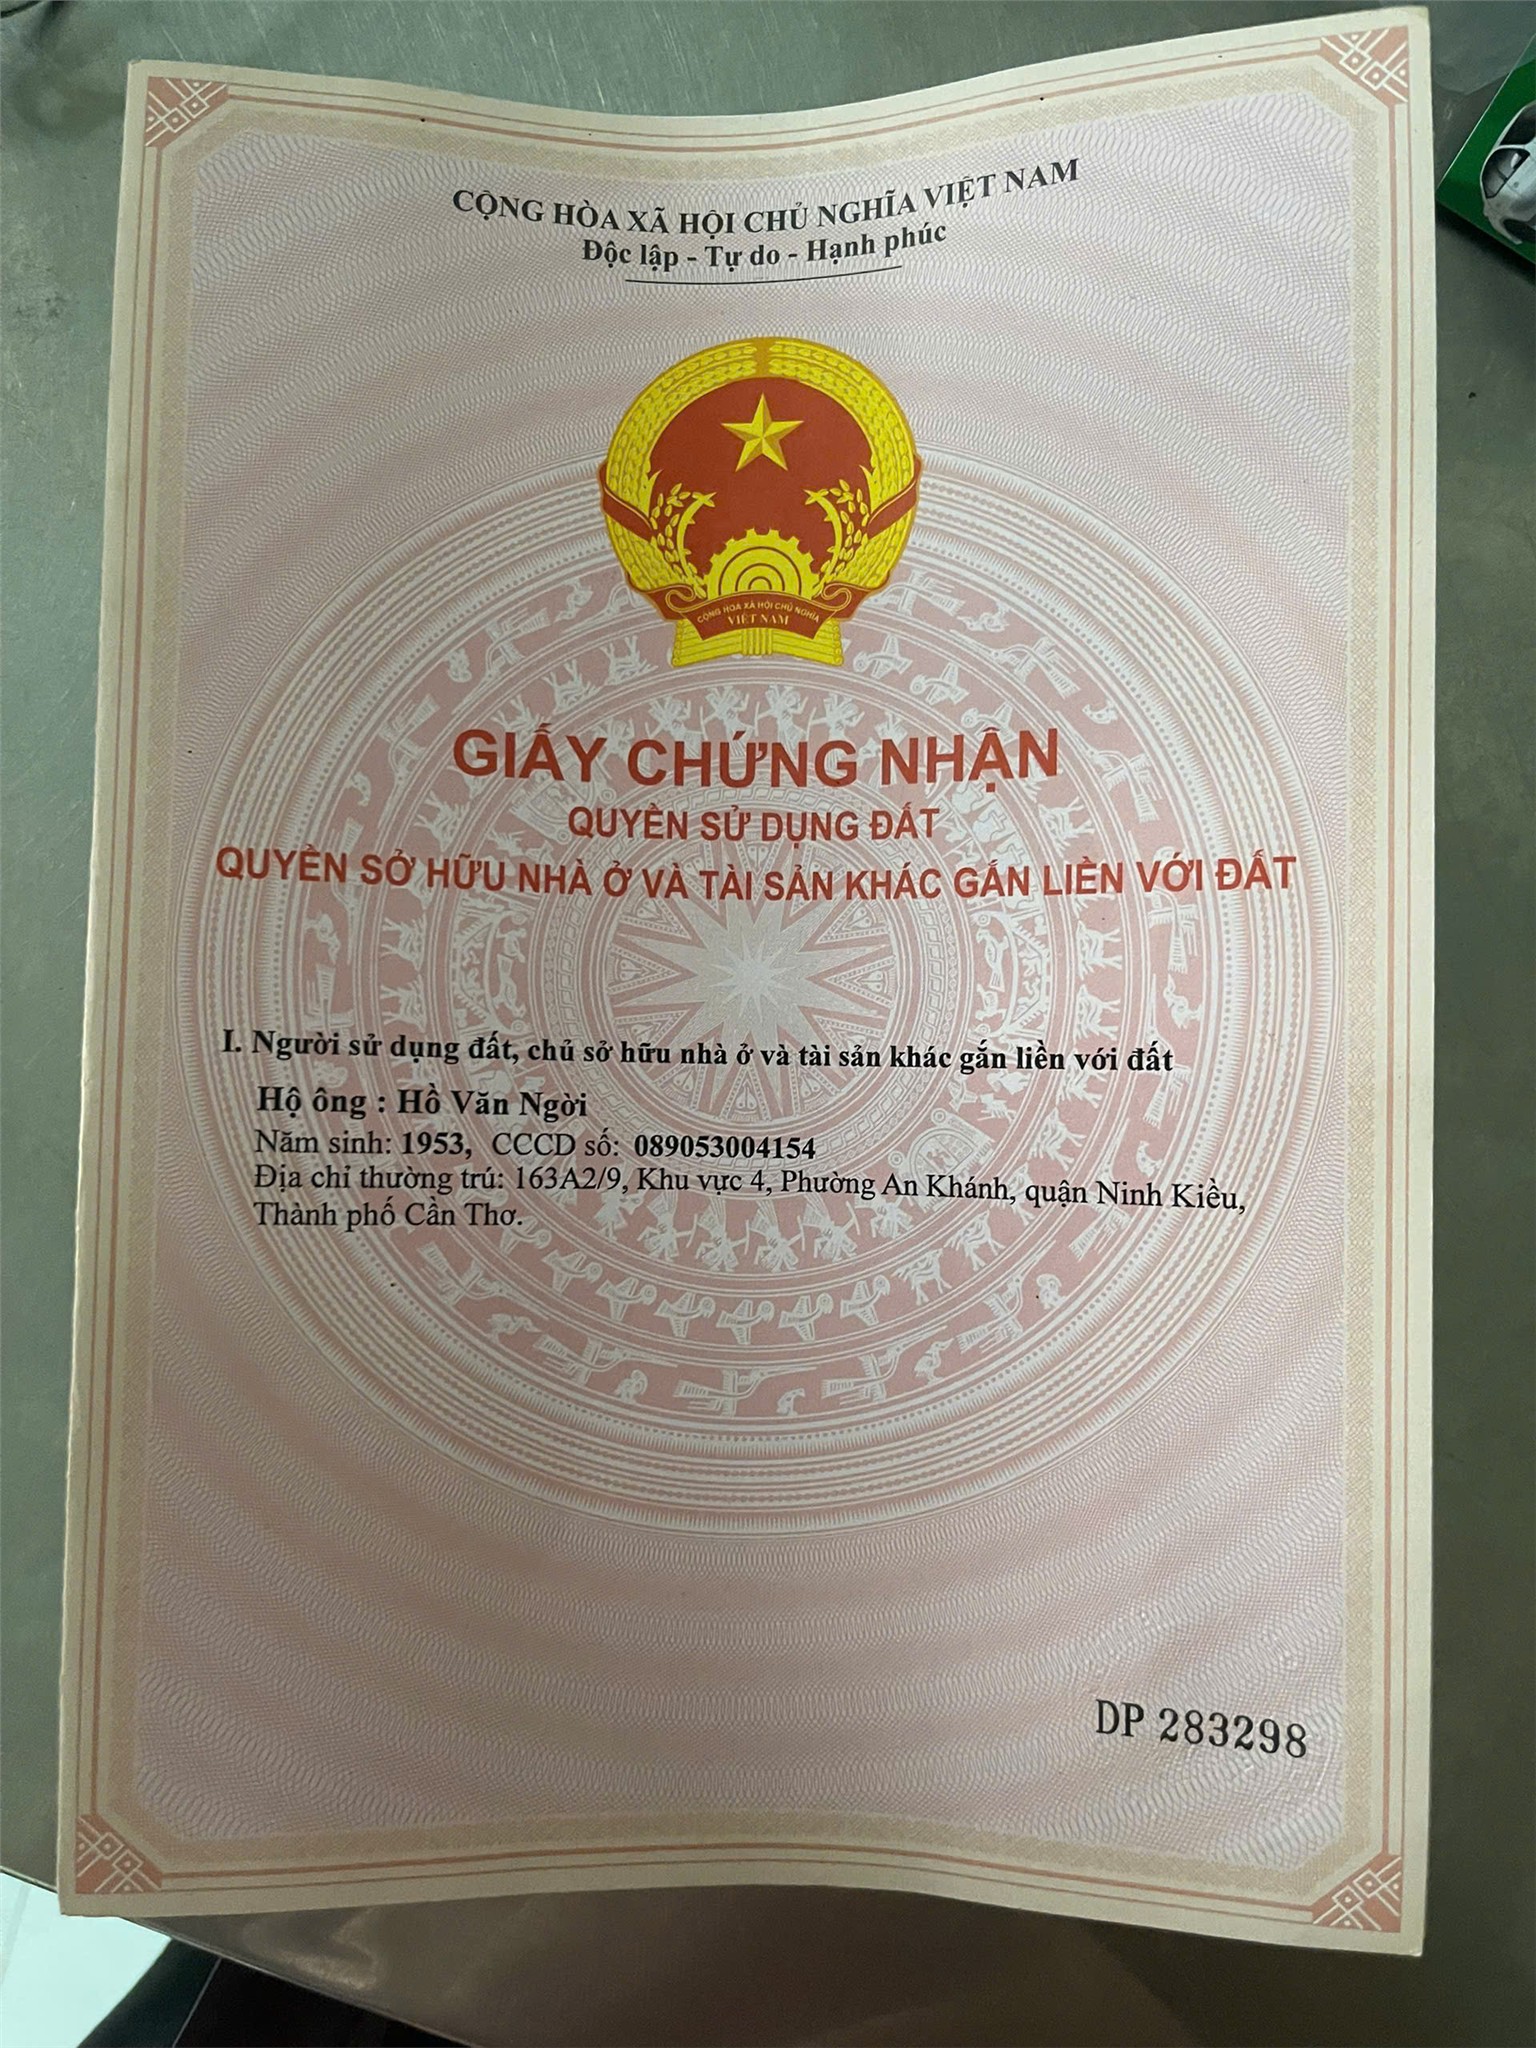 CỘNG HÒA XÃ HỘI CHỦ NGHĨA VIỆT NAM
Độc lập - Tự do - Hạnh phúc
CỘNG HÒA XÃ HỘI CHỦ NGHĨA
VIỆT NAM
GIẤY CHỨNG NHẬN
QUYỀN SỬ DỤNG ĐẤT
QUYỀN SỞ HỮU NHÀ Ở VÀ TÀI SẢN KHÁC GẮN LIỀN VỚI ĐẤT
I. Người sử dụng đất, chủ sở hữu nhà ở và tài sản khác gắn liền với đất
Hộ ông : Hồ Văn Ngời
Năm sinh: 1953, CCCD số: 089053004154
Địa chỉ thường trú: 163A2/9, Khu vực 4, Phường An Khánh, quận Ninh Kiều,
Thành phố Cần Thơ.
DP 283298